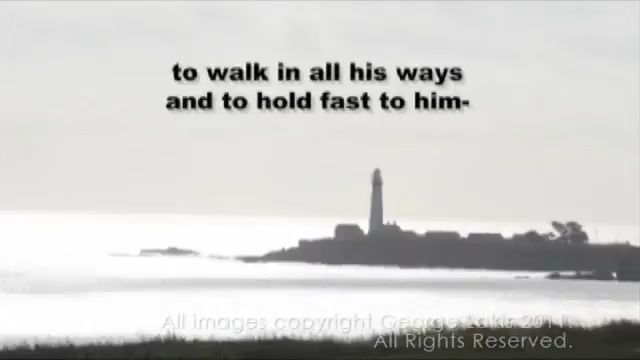 to walk in all his ways
and to hold fast to him-
All images copyright George 2011
All Rights Reserved.